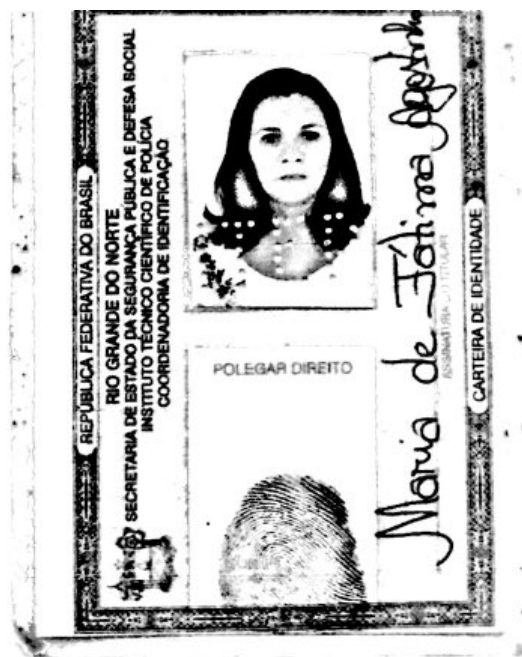 REPÚBLICA FEDERATIVA DO BRASIL
RIO GRANDE DO NORTE
SECRETARIA DE ESTADO DA SEGURANÇA PÚBLICA E DEFESA SOCIAL
INSTITUTO TÉCNICO CIENTÍFICO DE POLÍCIA
COORDENADORIA DE IDENTIFICAÇÃO
POLEGAR DIREITO
Maria de Fátima
ASSINATURA DO TITULAR
CARTEIRA DE IDENTIDADE